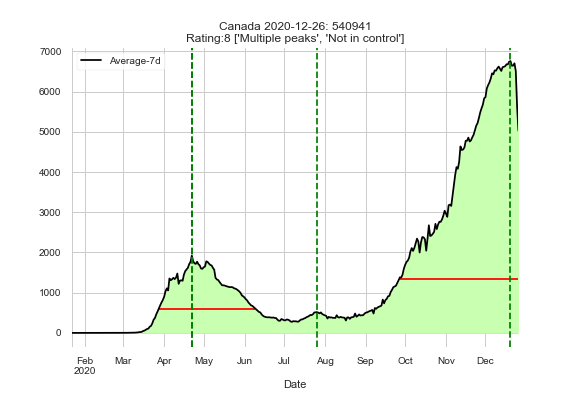 Canada 2020-12-26: 540941
Rating:8 ['Multiple peaks', 'Not in control']
Average-7d
7000
6000
5000
4000
3000
2000
1000
0
Feb Mar Apr May Jun Jul Aug Sep Oct Nov Dec
2020
Date